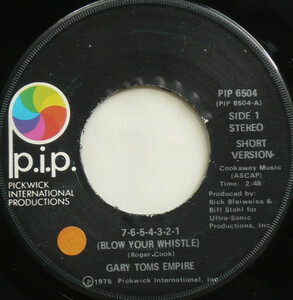 p.i.p.
PICKWICK
INTERNATIONAL
PRODUCTIONS
PIP 6504
(PIP 6504-A)
SIDE 1
STEREO
SHORT
VERSION-
Cookaway Music
(ASCAP)
Time: 2:48
Produced by:
Rick Bleiweiss &
Bill Stahl for
Ultra-Sonic
Productions, Inc.
7-6-5-4-3-2-1
(BLOW YOUR WHISTLE)
(Roger Cook)
GARY TOMS EMPIRE
Ⓟ1975 Pickwick International, Inc.